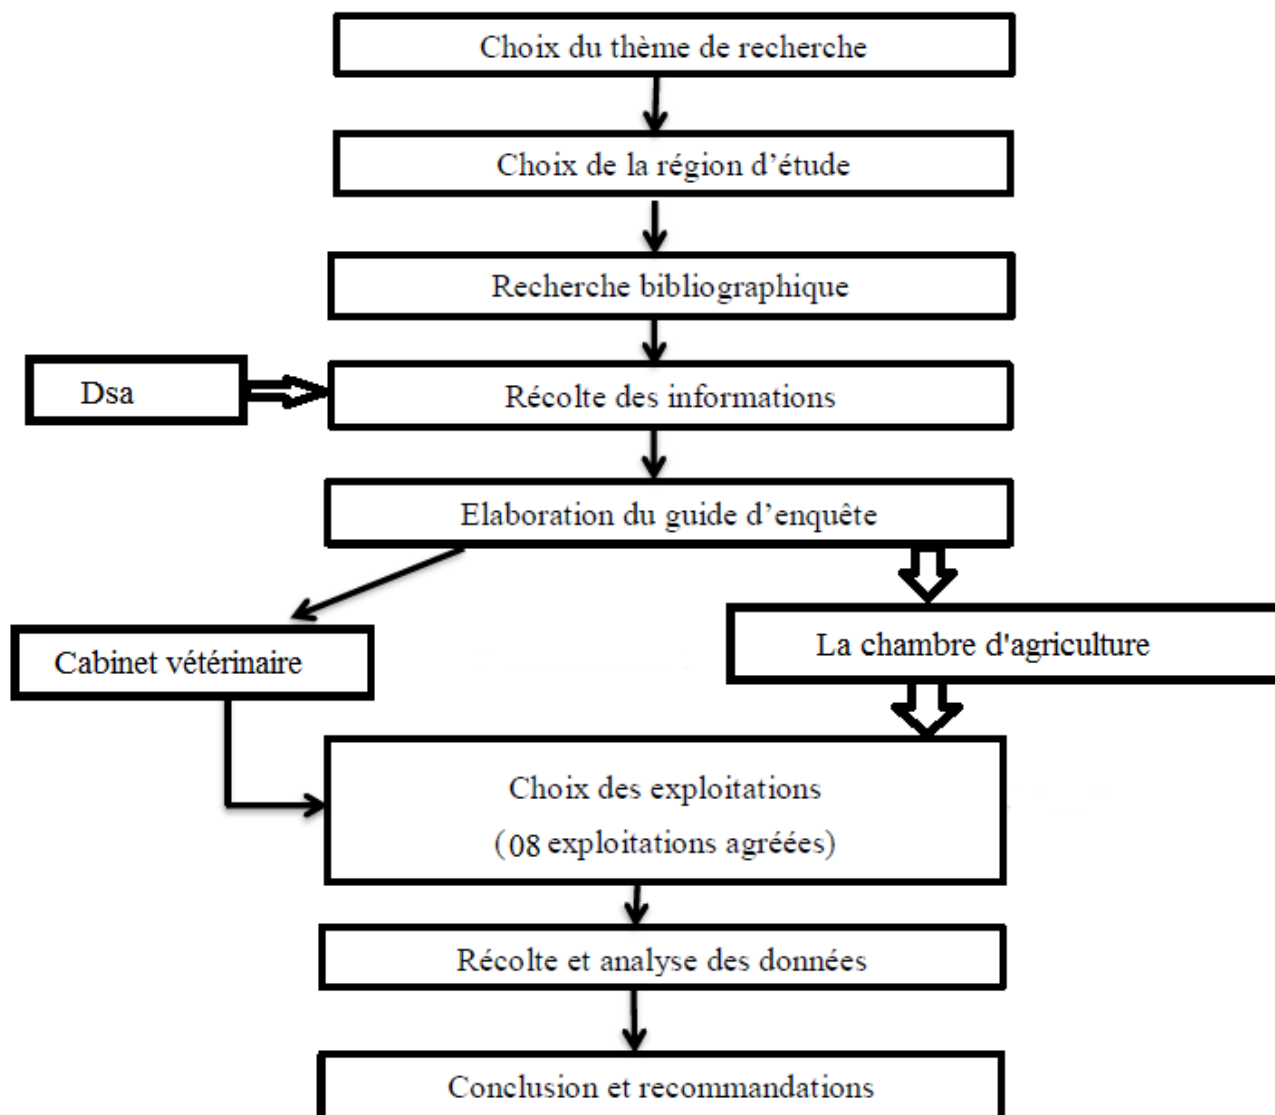 Choix du thème de recherche
Choix de la région d’étude
Recherche bibliographique
Dsa
Récolte des informations
Elaboration du guide d’enquête
Cabinet vétérinaire
La chambre d'agriculture
Choix des exploitations
(08 exploitations agréées)
Récolte et analyse des données
Conclusion et recommandations